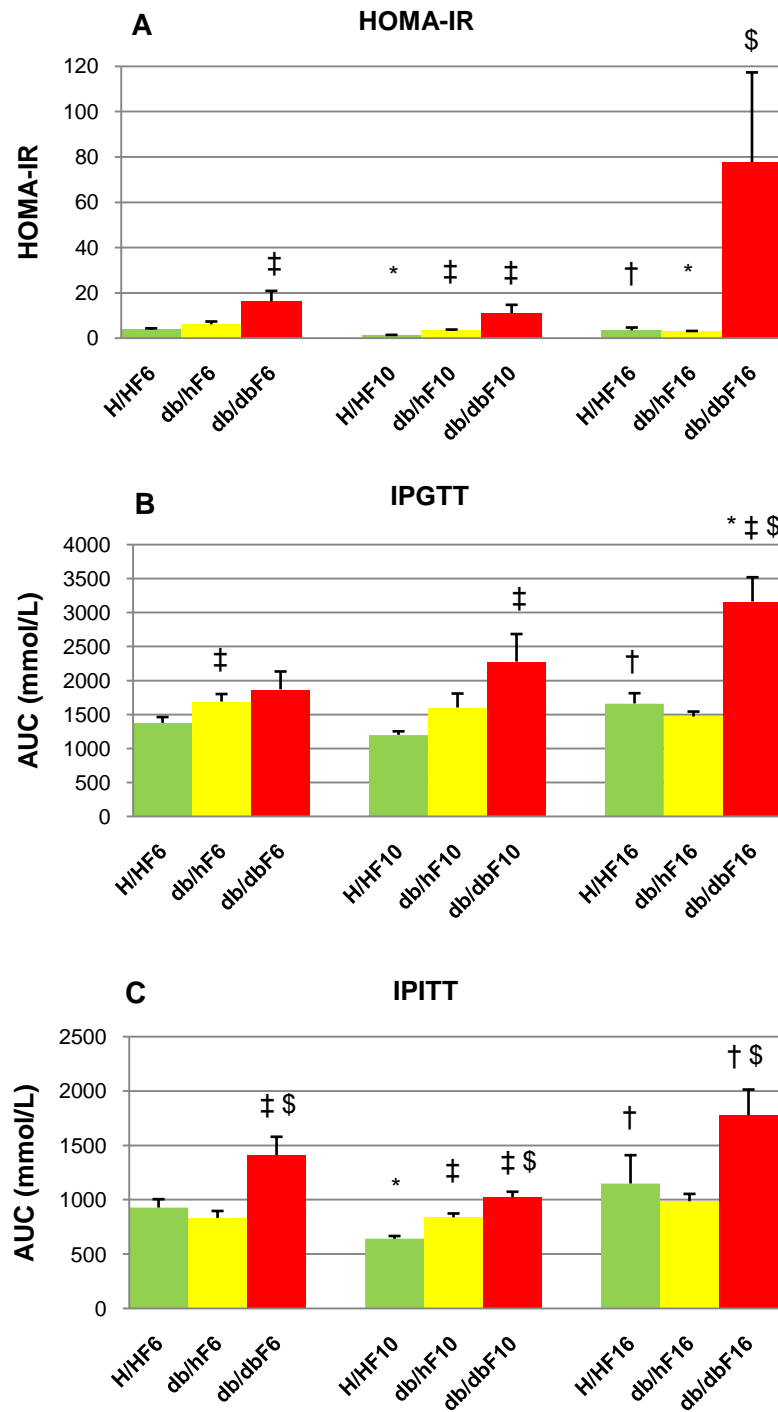 A
HOMA-IR
$
120
100
80
60
40
20
0
HOMA-IR
‡
*
‡
‡
†
*
H/HF6
db/hF6
db/dbF6
H/HF10
db/hF10
db/dbF10
H/HF16
db/hF16
db/dbF16
B
IPGTT
* ‡ $
4000
3500
3000
2500
2000
1500
1000
500
0
AUC (mmol/L)
‡
‡
†
H/HF6
db/hF6
db/dbF6
H/HF10
db/hF10
db/dbF10
H/HF16
db/hF16
db/dbF16
C
IPITT
2500
2000
1500
1000
500
0
AUC (mmol/L)
‡ $
*
‡
‡ $
†
† $
H/HF6
db/hF6
db/dbF6
H/HF10
db/hF10
db/dbF10
H/HF16
db/hF16
db/dbF16